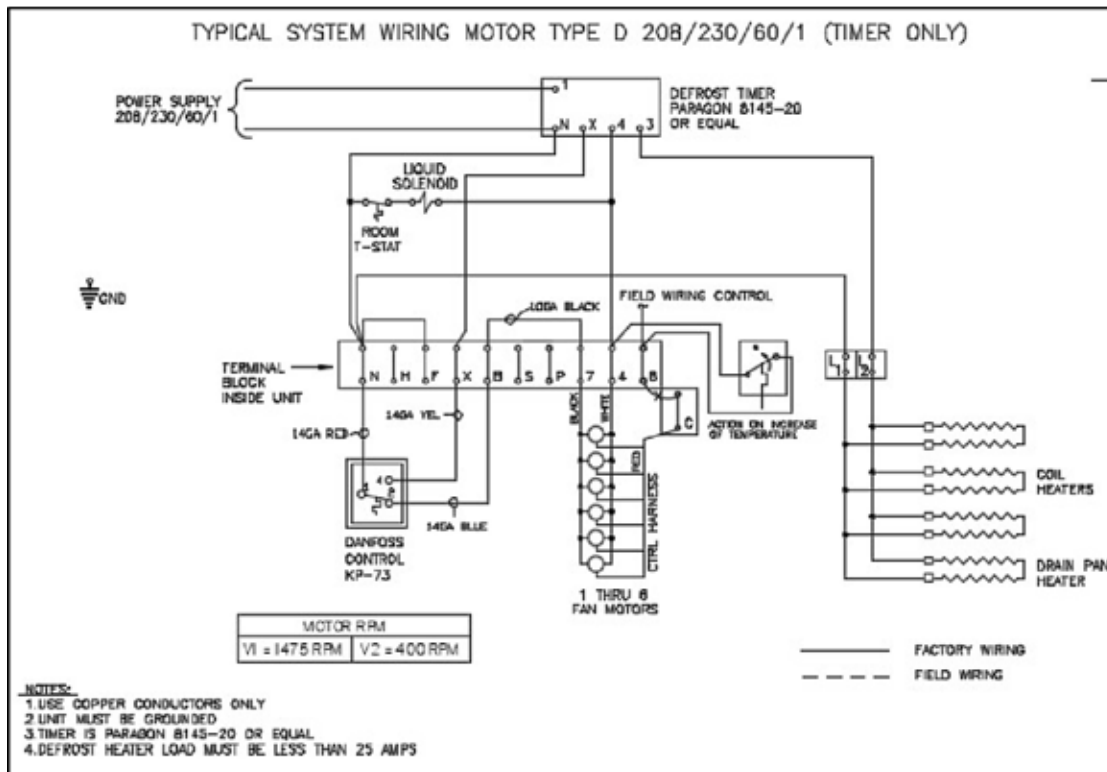 TYPICAL SYSTEM WIRING MOTOR TYPE D 208/230/60/1 (TIMER ONLY)
POWER SUPPLY
208/230/60/1
1
N X 4 3
DEFROST TIMER
PARAGON 8145-20
OR EQUAL
LIQUID
SOLENOID
ROOM
T-STAT
GND
10GA BLACK
FIELD WIRING CONTROL
TERMINAL
BLOCK
INSIDE UNIT
N H F X B S P 7 4 6
L1 L2
14GA YEL
14GA RED
BLACK
WHITE
RED
C
ACTION ON INCREASE
OF TEMPERATURE
4
14GA BLUE
CTRL HARNESS
COIL
HEATERS
DANFOSS
CONTROL
KP-73
DRAIN PAN
HEATER
1 THRU 6
FAN MOTORS
MOTOR RPM
V1 = 1475 RPM V2 = 400 RPM
FACTORY WIRING
FIELD WIRING
NOTES:
1.USE COPPER CONDUCTORS ONLY
2.UNIT MUST BE GROUNDED
3.TIMER IS PARAGON 8145-20 OR EQUAL
4.DEFROST HEATER LOAD MUST BE LESS THAN 25 AMPS